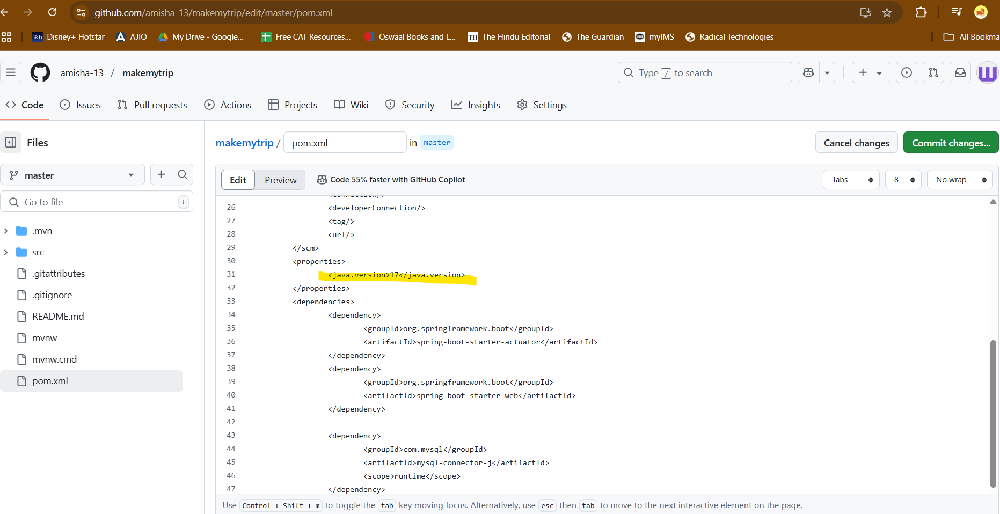 github.com/amisha-13/makemytrip/edit/master/pom.xml
Disney+ Hotstar AJIO My Drive - Google... Free CAT Resources... Oswaal Books and L... TH The Hindu Editorial The Guardian ims myIMS Radical Technologies All Bookma
amisha-13 / makemytrip Type / to search
Code Issues Pull requests Actions Projects Wiki Security Insights Settings
Files
makemytrip / pom.xml in master Cancel changes Commit changes...
master
Edit Preview Code 55% faster with GitHub Copilot Tabs 8 No wrap
Go to file t
.mvn
src
.gitattributes
.gitignore
README.md
mvnw
mvnw.cmd
pom.xml
<connection/>
26 <developerConnection/>
27 <tag/>
28 <url/>
29 </scm>
30 <properties>
31 <java.version>17</java.version>
32 </properties>
33 <dependencies>
34 <dependency>
35 <groupId>org.springframework.boot</groupId>
36 <artifactId>spring-boot-starter-actuator</artifactId>
37 </dependency>
38 <dependency>
39 <groupId>org.springframework.boot</groupId>
40 <artifactId>spring-boot-starter-web</artifactId>
41 </dependency>
42
43 <dependency>
44 <groupId>com.mysql</groupId>
45 <artifactId>mysql-connector-j</artifactId>
46 <scope>runtime</scope>
47 </dependency>
Use Control + Shift + m to toggle the tab key moving focus. Alternatively, use esc then tab to move to the next interactive element on the page.